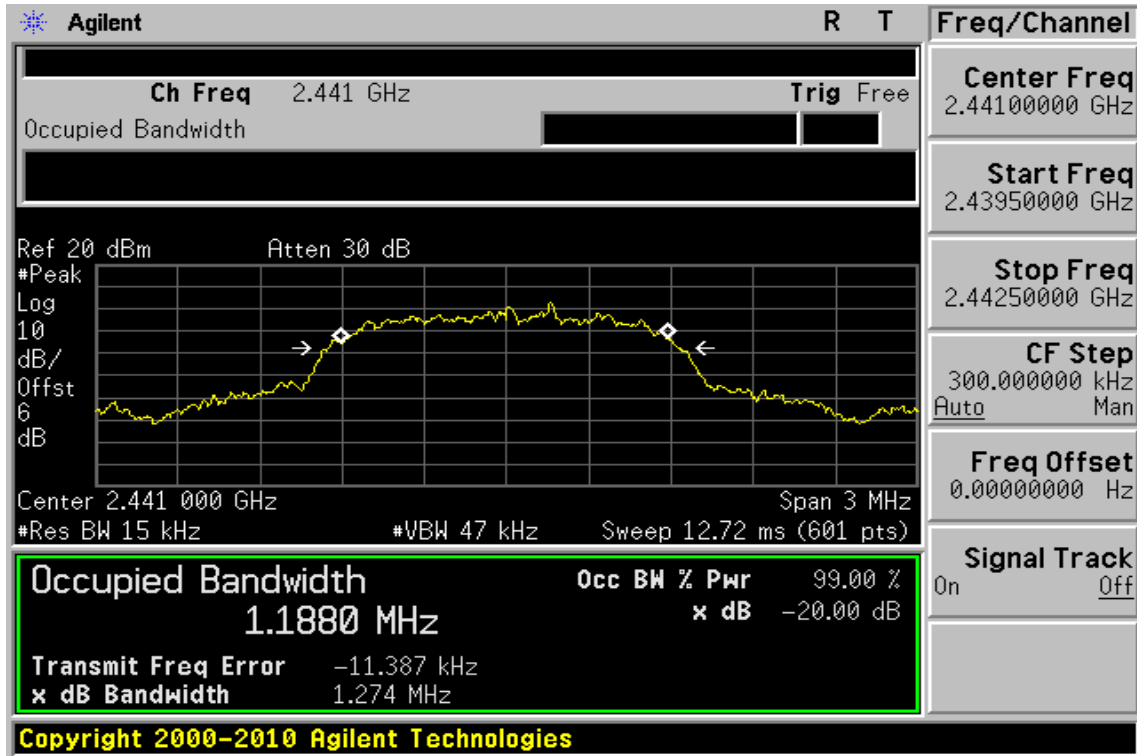 Agilent R T
Ch Freq 2.441 GHz Trig Free
Occupied Bandwidth
Ref 20 dBm Atten 30 dB
#Peak
Log
10
dB/
Offst
6
dB
Center 2.441 000 GHz Span 3 MHz
#Res BW 15 kHz #VBW 47 kHz Sweep 12.72 ms (601 pts)
Occupied Bandwidth Occ BW % Pwr 99.00 %
1.1880 MHz x dB -20.00 dB
Transmit Freq Error -11.387 kHz
x dB Bandwidth 1.274 MHz
Copyright 2000-2010 Agilent Technologies
Freq/Channel
Center Freq
2.44100000 GHz
Start Freq
2.43950000 GHz
Stop Freq
2.44250000 GHz
CF Step
300.000000 kHz
Auto Man
Freq Offset
0.00000000 Hz
Signal Track
On Off